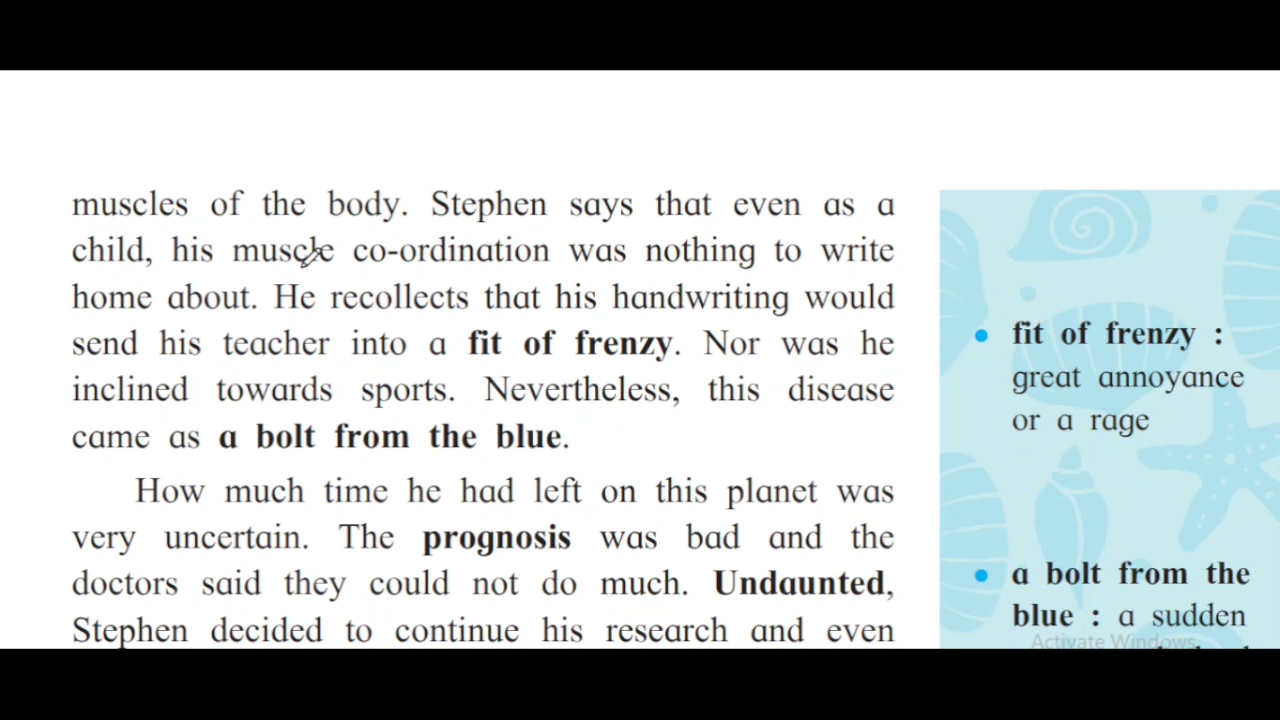 muscles of the body. Stephen says that even as a
child, his muscle co-ordination was nothing to write
home about. He recollects that his handwriting would
send his teacher into a fit of frenzy. Nor was he
inclined towards sports. Nevertheless, this disease
came as a bolt from the blue.
How much time he had left on this planet was
very uncertain. The prognosis was bad and the
doctors said they could not do much. Undaunted,
Stephen decided to continue his research and even
• fit of frenzy :
great annoyance
or a rage
• a bolt from the
blue : a sudden
Activate Windows